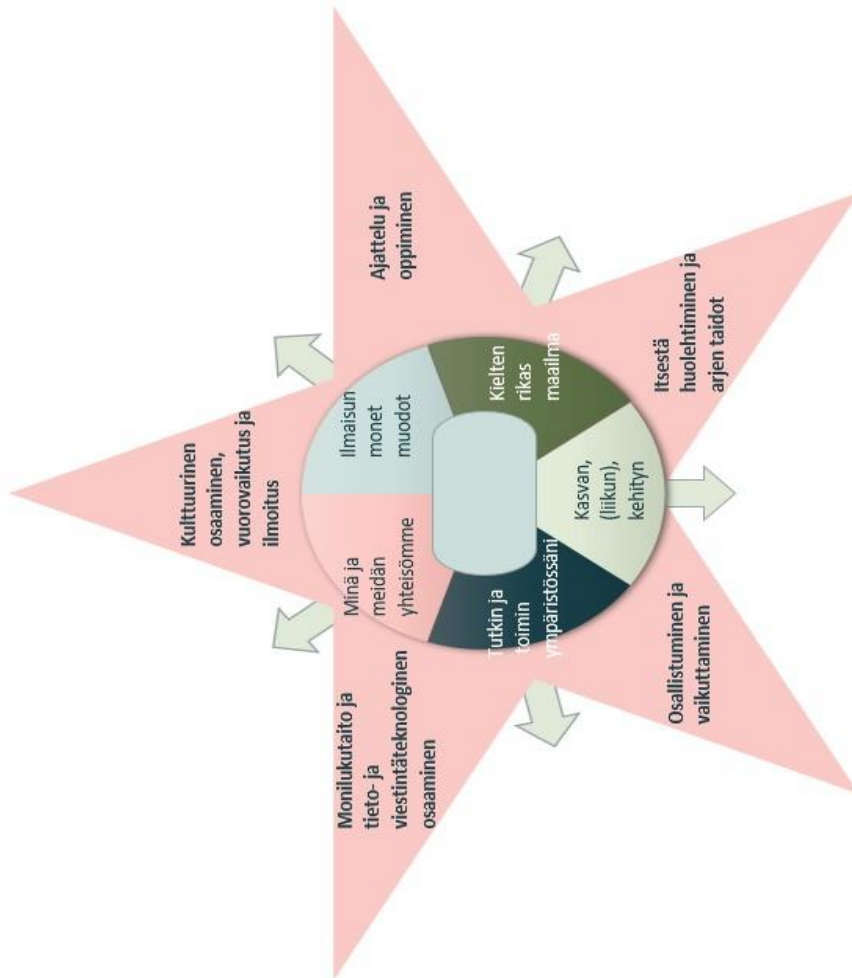 Kulttuurinen
osaaminen,
vuorovaikutus ja
ilmoitus
Monilukutaito ja
tieto- ja
viestintäteknologinen
osaaminen
Minä ja
meidän
yhteisömme
Ilmaisun
monet
muodot
Ajattelu ja
oppiminen
Tutkin ja
toimin
ympäristössäni
Kielten
rikas
maailma
Kasvan,
(liikun),
kehityn
Osallistuminen ja
vaikuttaminen
Itsestä
huolehtiminen ja
arjen taidot